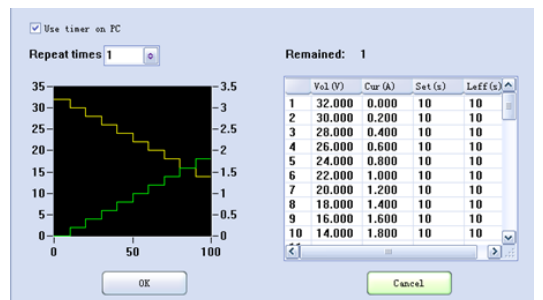 Use timer on PC
Repeat times 1
Remained: 1
35 3.5
30 3
25 2.5
20 2
15 1.5
10 1
5 0.5
0 0
0 50 100
Vol(V) Cur(A) Set(s) Leff(s)
1 32.000 0.000 10 10
2 30.000 0.200 10 10
3 28.000 0.400 10 10
4 26.000 0.600 10 10
5 24.000 0.800 10 10
6 22.000 1.000 10 10
7 20.000 1.200 10 10
8 18.000 1.400 10 10
9 16.000 1.600 10 10
10 14.000 1.800 10 10
OK
Cancel